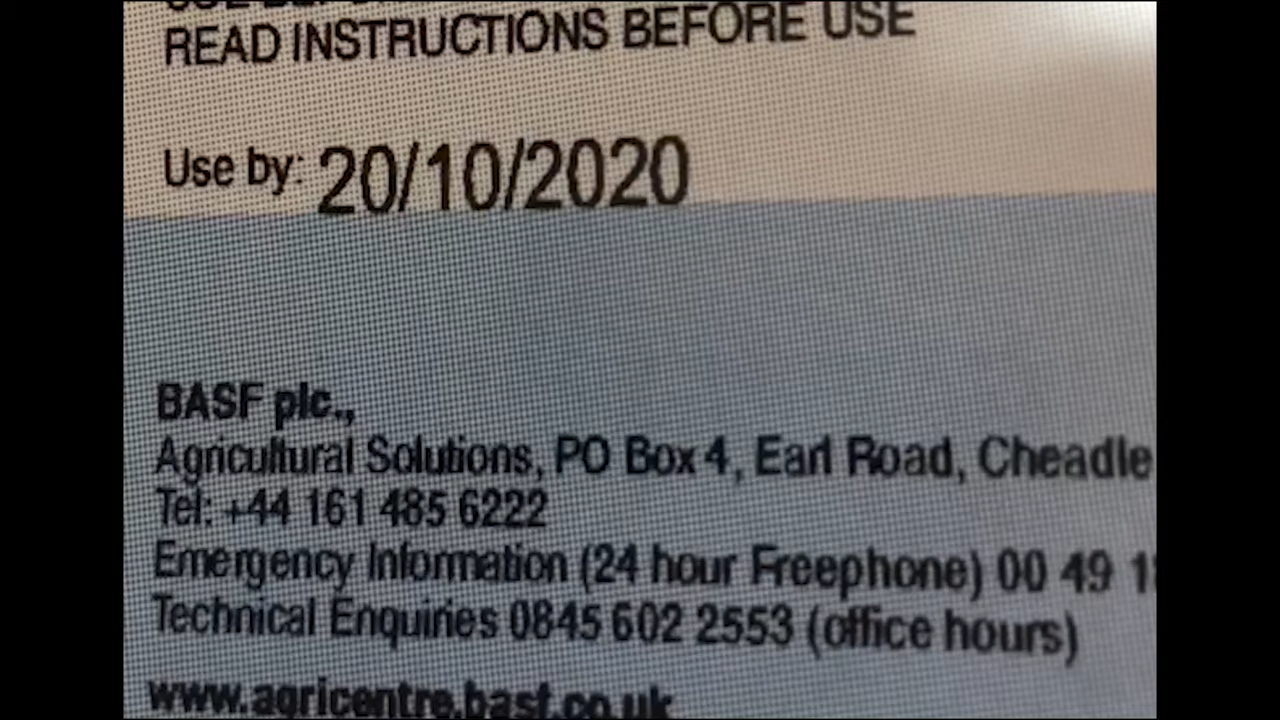 READ INSTRUCTIONS BEFORE USE
Use by: 20/10/2020
BASF plc.,
Agricultural Solutions, PO Box 4, Earl Road, Cheadle
Tel: +44 161 485 6222
Emergency Information (24 hour Freephone) 00 49
Technical Enquiries 0845 602 2553 (office hours)
www.agricentre.basf.co.uk